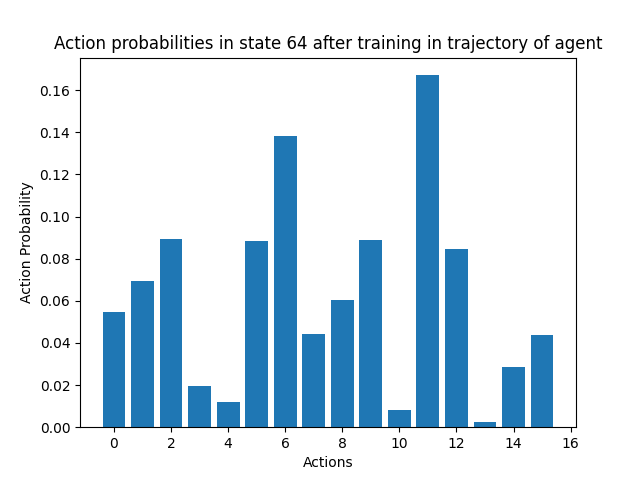 Action probabilities in state 64 after training in trajectory of agent
0.16
0.14
0.12
0.10
0.08
0.06
0.04
0.02
0.00
Action Probability
0 2 4 6 8 10 12 14 16
Actions